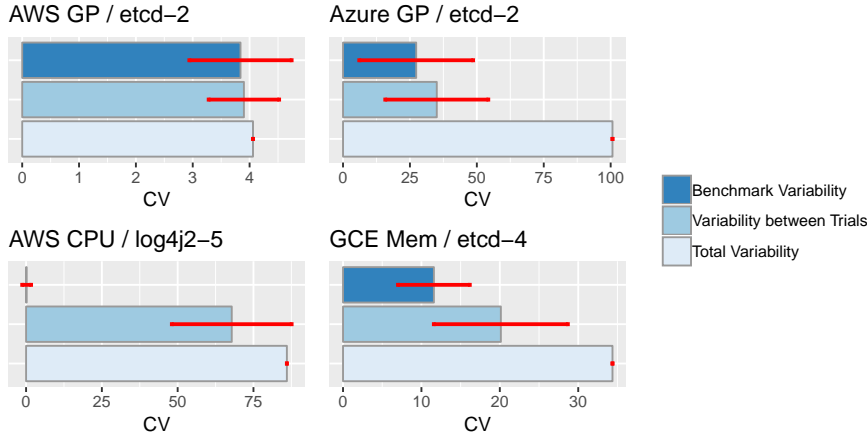 AWS GP / etcd−2
0 1 2 3 4
CV
Azure GP / etcd−2
0 25 50 75 100
CV
AWS CPU / log4j2−5
0 25 50 75
CV
GCE Mem / etcd−4
0 10 20 30
CV
Benchmark Variability
Variability between Trials
Total Variability